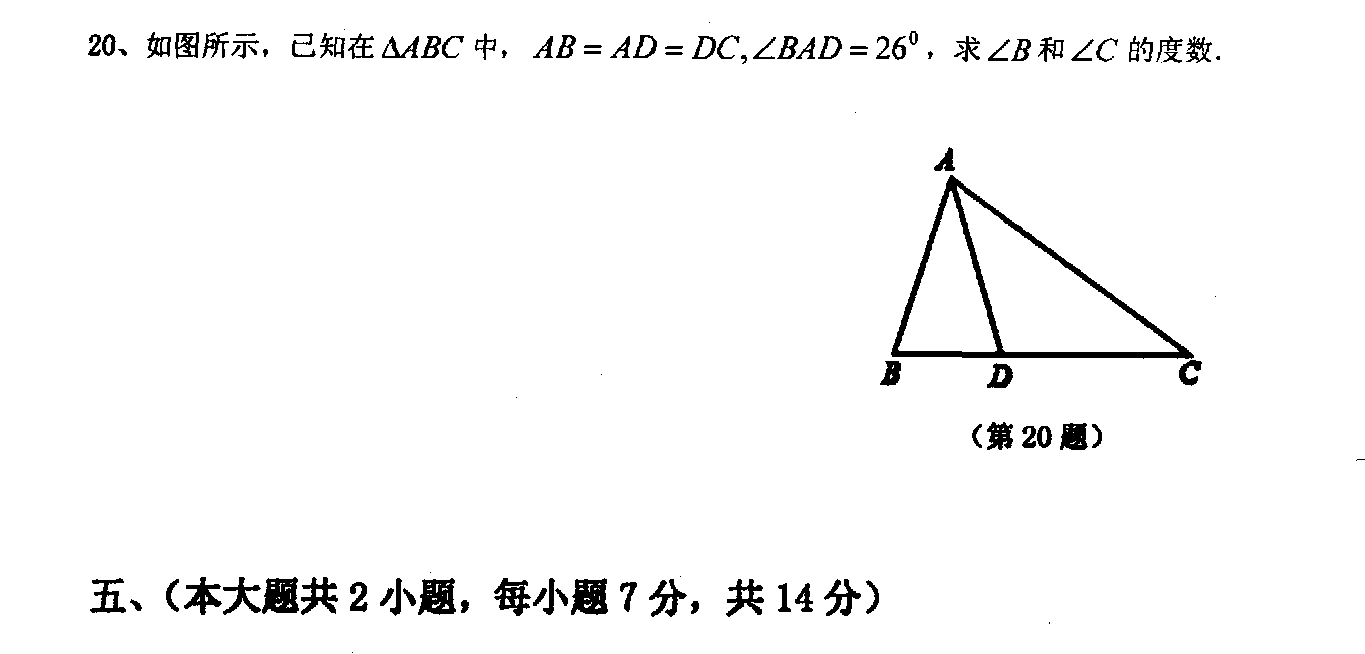 20、如图所示，已知在ΔABC中，AB = AD = DC,∠BAD = 26⁰，求∠B和∠C的度数.
A
B D C
（第20题）
五、（本大题共2小题，每小题7分，共14分）